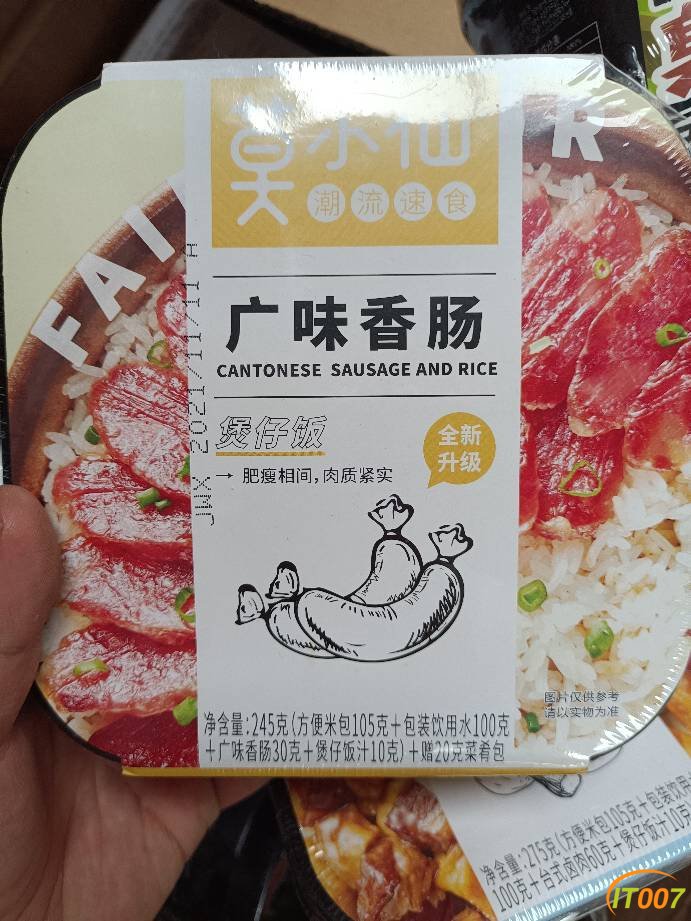 莫小仙
潮流速食
FAI
R
广味香肠
CANTONESE SAUSAGE AND RICE
煲仔饭
全新
升级
→ 肥瘦相间,肉质紧实
JWX 2021/11/11 A
图片仅供参考
请以实物为准
净含量:245克(方便米包105克+包装饮用水100克
+广味香肠30克+煲仔饭汁10克)+赠20克菜肴包
净含量:275克(方便米包105克+包装饮用
100克+台式卤肉60克+煲仔饭汁10克
IT007